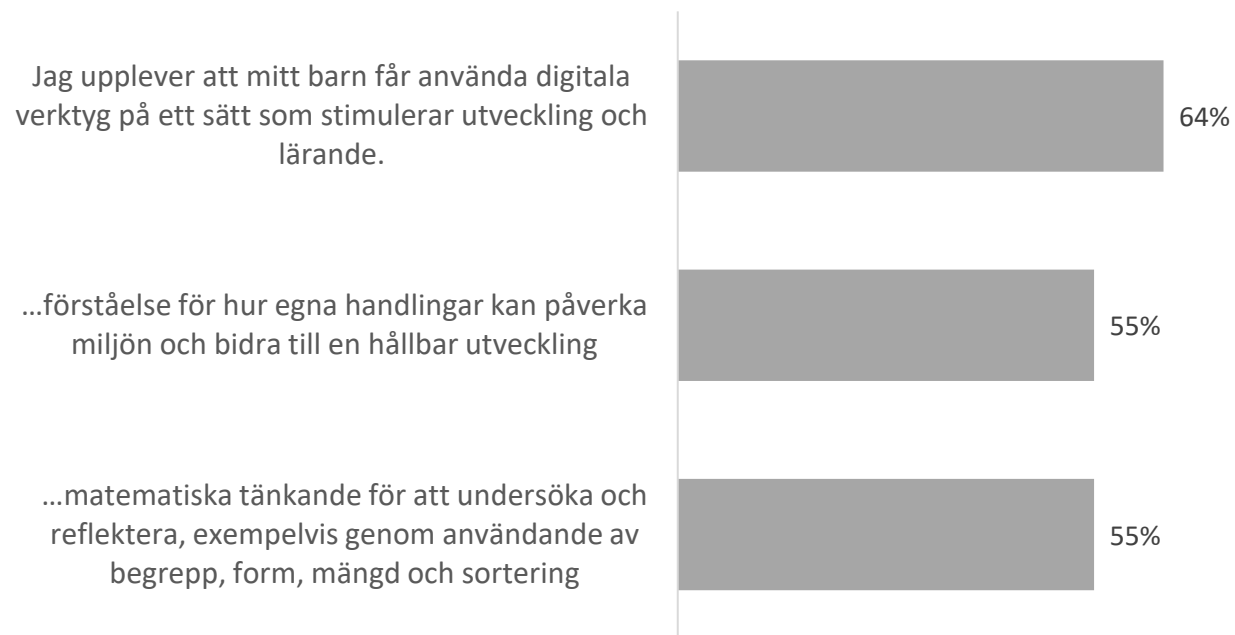 Jag upplever att mitt barn får använda digitala
verktyg på ett sätt som stimulerar utveckling och
lärande.
64%
…förståelse för hur egna handlingar kan påverka
miljön och bidra till en hållbar utveckling
55%
…matematiska tänkande för att undersöka och
reflektera, exempelvis genom användande av
begrepp, form, mängd och sortering
55%